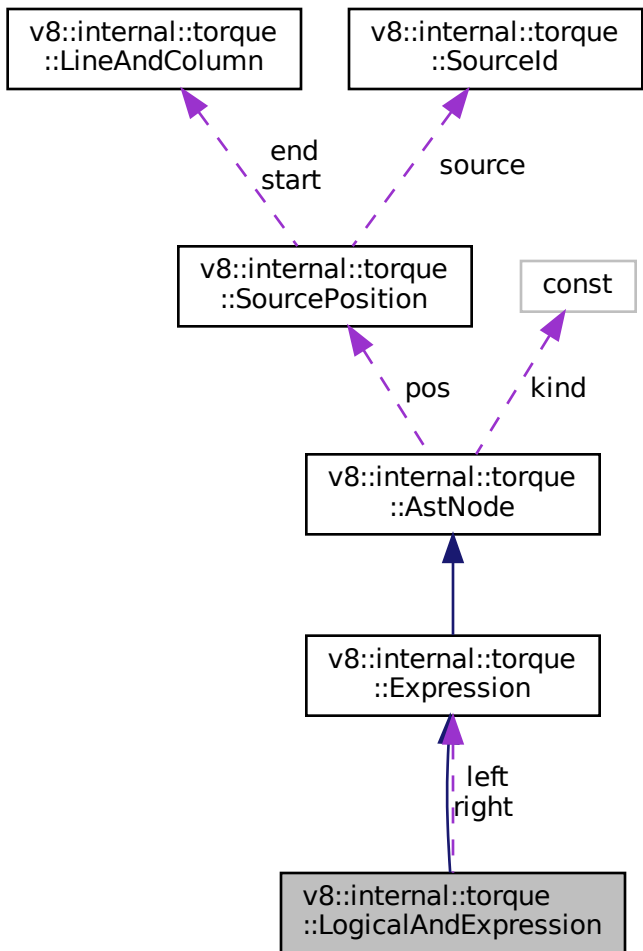 v8::internal::torque
::LineAndColumn
v8::internal::torque
::SourceId
end
start
source
v8::internal::torque
::SourcePosition
const
pos
kind
v8::internal::torque
::AstNode
v8::internal::torque
::Expression
left
right
v8::internal::torque
::LogicalAndExpression